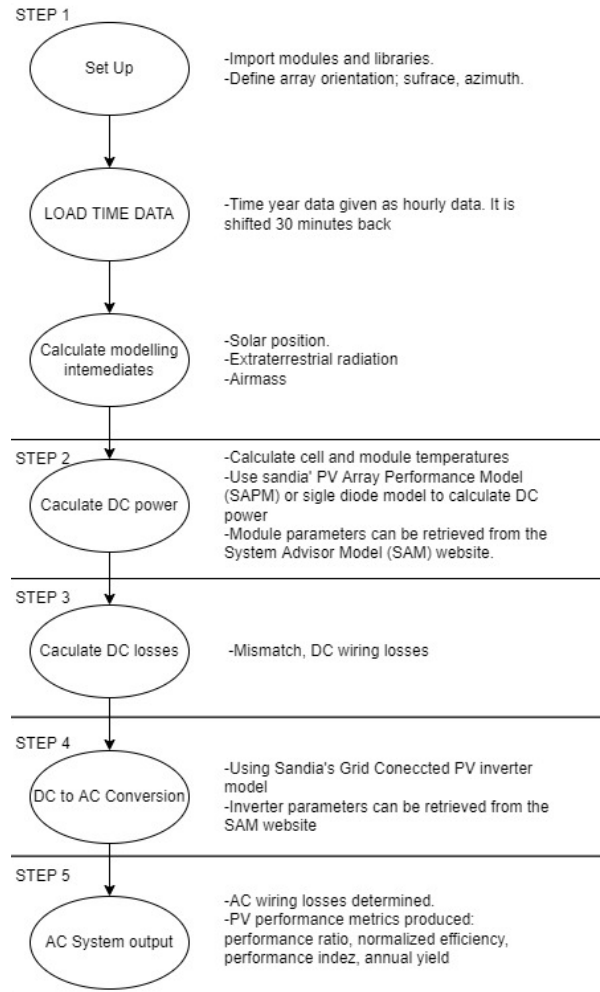 STEP 1
Set Up
-Import modules and libraries.
-Define array orientation; sufrace, azimuth.
LOAD TIME DATA
-Time year data given as hourly data. It is
shifted 30 minutes back
Calculate modelling
intemediates
-Solar position.
-Extraterrestrial radiation
-Airmass
STEP 2
Caculate DC power
-Calculate cell and module temperatures
-Use sandia' PV Array Performance Model
(SAPM) or sigle diode model to calculate DC
power
-Module parameters can be retrieved from the
System Advisor Model (SAM) website.
STEP 3
Caculate DC losses
-Mismatch, DC wiring losses
STEP 4
DC to AC Conversion
-Using Sandia's Grid Coneccted PV inverter
model
-Inverter parameters can be retrieved from the
SAM website
STEP 5
AC System output
-AC wiring losses determined.
-PV performance metrics produced:
performance ratio, normalized efficiency,
performance indez, annual yield